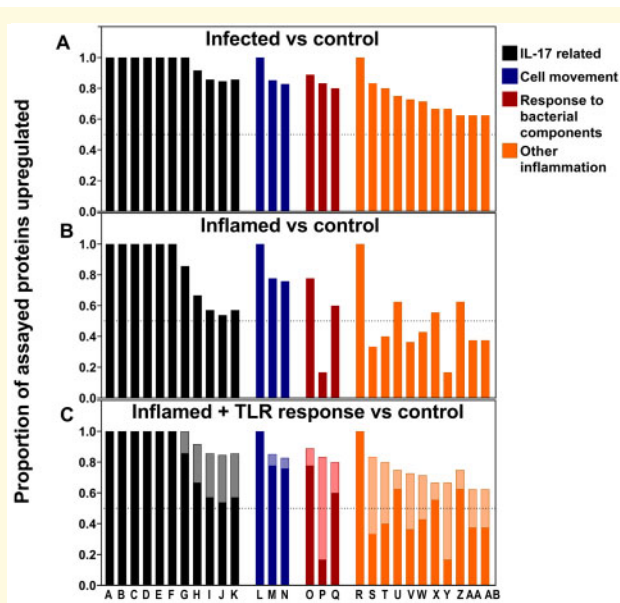 Proportion of assayed proteins upregulated
A
Infected vs control
1.0
0.8
0.6
0.4
0.2
0.0
IL-17 related
Cell movement
Response to
bacterial
components
Other
inflammation
B
Inflamed vs control
1.0
0.8
0.6
0.4
0.2
0.0
C
Inflamed + TLR response vs control
1.0
0.8
0.6
0.4
0.2
0.0
A B C D E F G H I J K L M N O P Q R S T U V W X Y Z AA AB